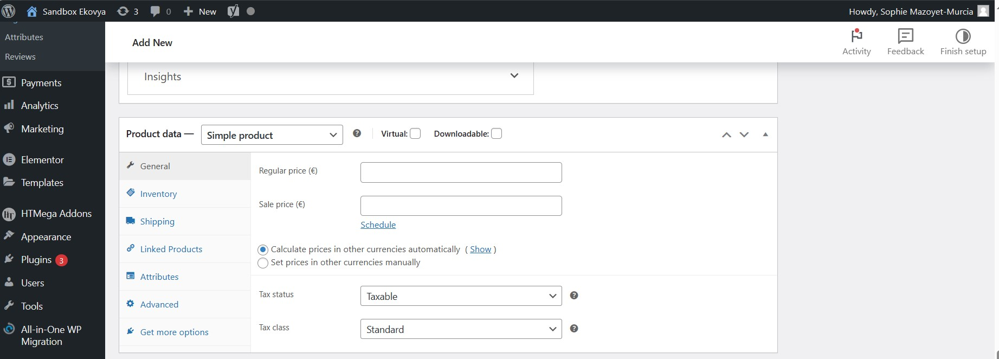 Sandbox Ekovya
3
0
New
Howdy, Sophie Mazoyet-Murcia
Attributes
Reviews
Payments
Analytics
Marketing
Elementor
Templates
HTMega Addons
Appearance
Plugins 3
Users
Tools
All-in-One WP
Migration
Add New
Activity
Feedback
Finish setup
Insights
Product data —
Simple product
Virtual:
Downloadable:
General
Inventory
Shipping
Linked Products
Attributes
Advanced
Get more options
Regular price (€)
Sale price (€)
Schedule
Calculate prices in other currencies automatically ( Show )
Set prices in other currencies manually
Tax status
Taxable
Tax class
Standard